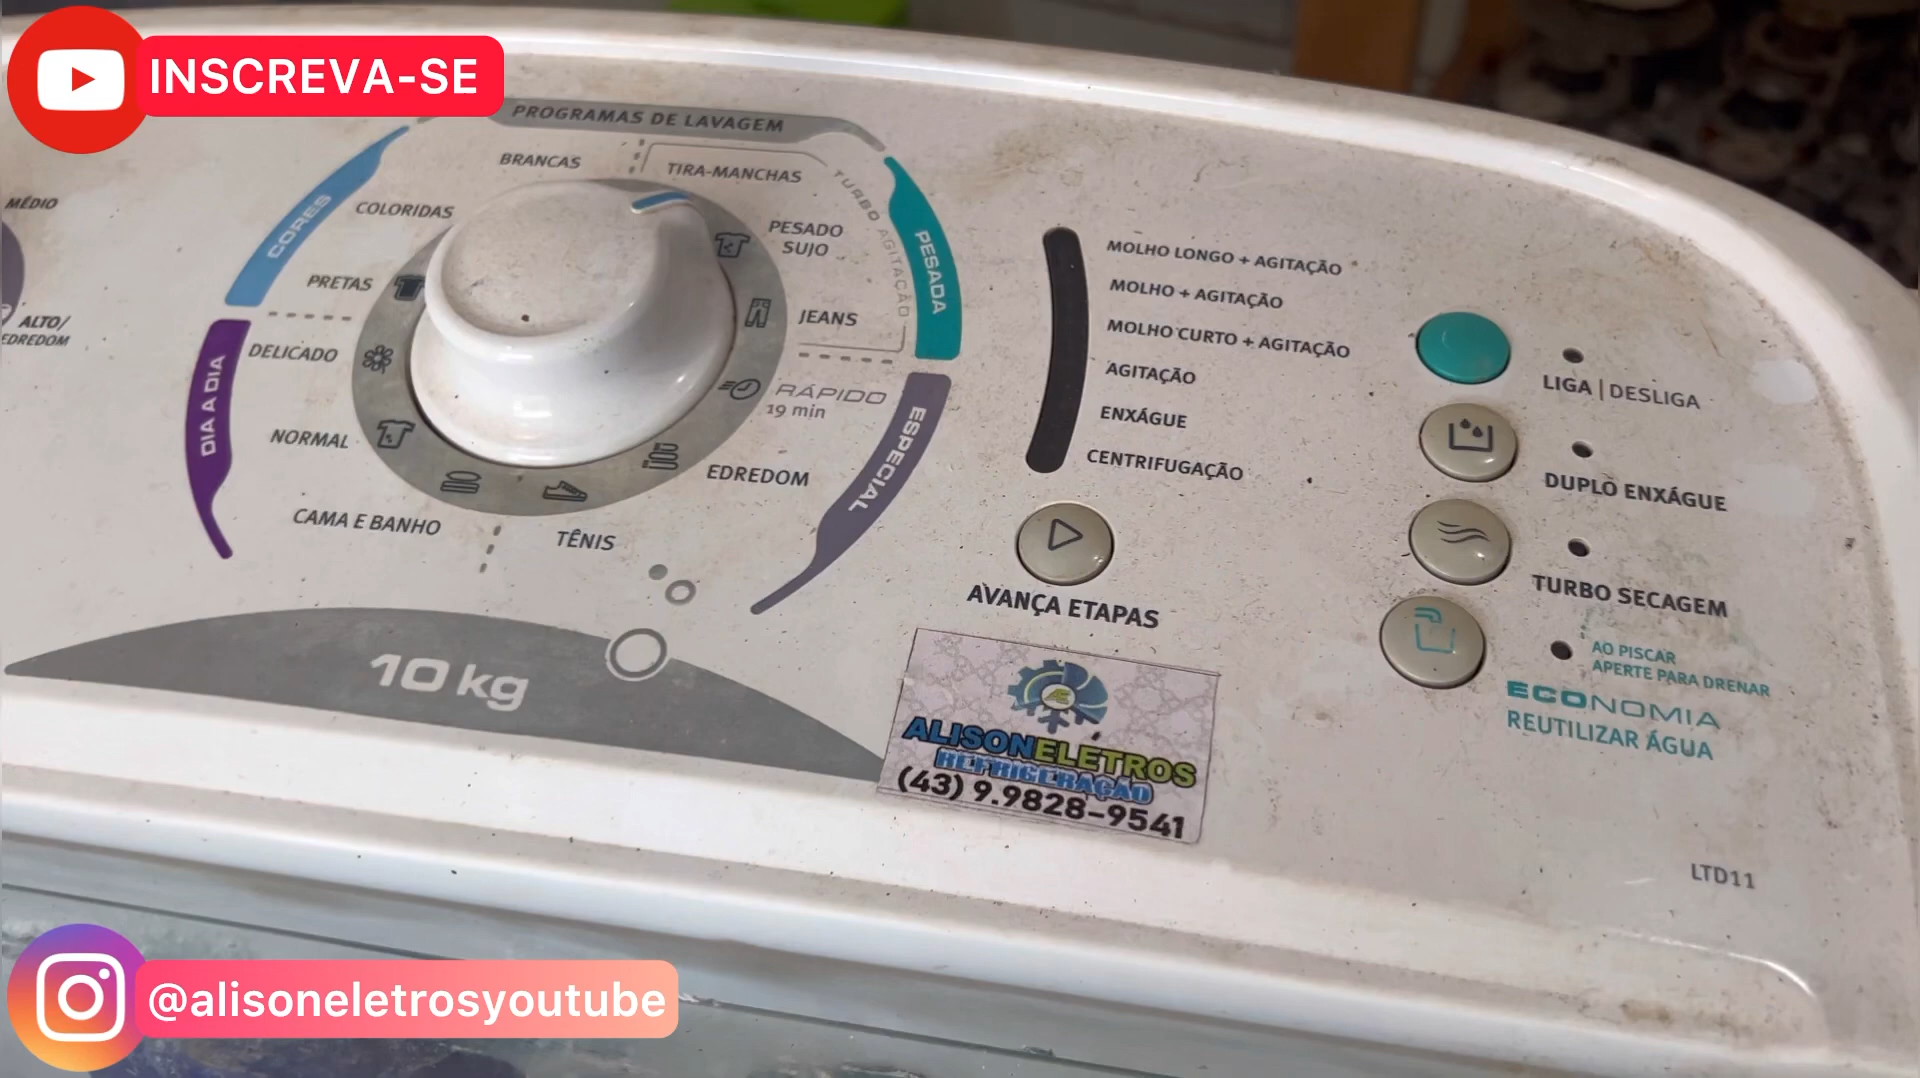 INSCREVA-SE
PROGRAMAS DE LAVAGEM
BRANCAS
TIRA-MANCHAS
TURBO AGITAÇÃO
COLORIDAS
PESADO
SUJO
CORES
PESADA
MÉDIO
PRETAS
JEANS
ALTO/
EDREDOM
DELICADO
DIA A DIA
RÁPIDO
19 min
NORMAL
EDREDOM
ESPECIAL
CAMA E BANHO
TÊNIS
10 kg
MOLHO LONGO + AGITAÇÃO
MOLHO + AGITAÇÃO
MOLHO CURTO + AGITAÇÃO
AGITAÇÃO
ENXÁGUE
CENTRIFUGAÇÃO
AVANÇA ETAPAS
LIGA | DESLIGA
DUPLO ENXÁGUE
TURBO SECAGEM
AO PISCAR
APERTE PARA DRENAR
ECONOMIA
REUTILIZAR ÁGUA
ALISONELÉTROS
REFRIGERAÇÃO
(43) 9.9828-9541
LTD11
@alisoneletrosyoutube